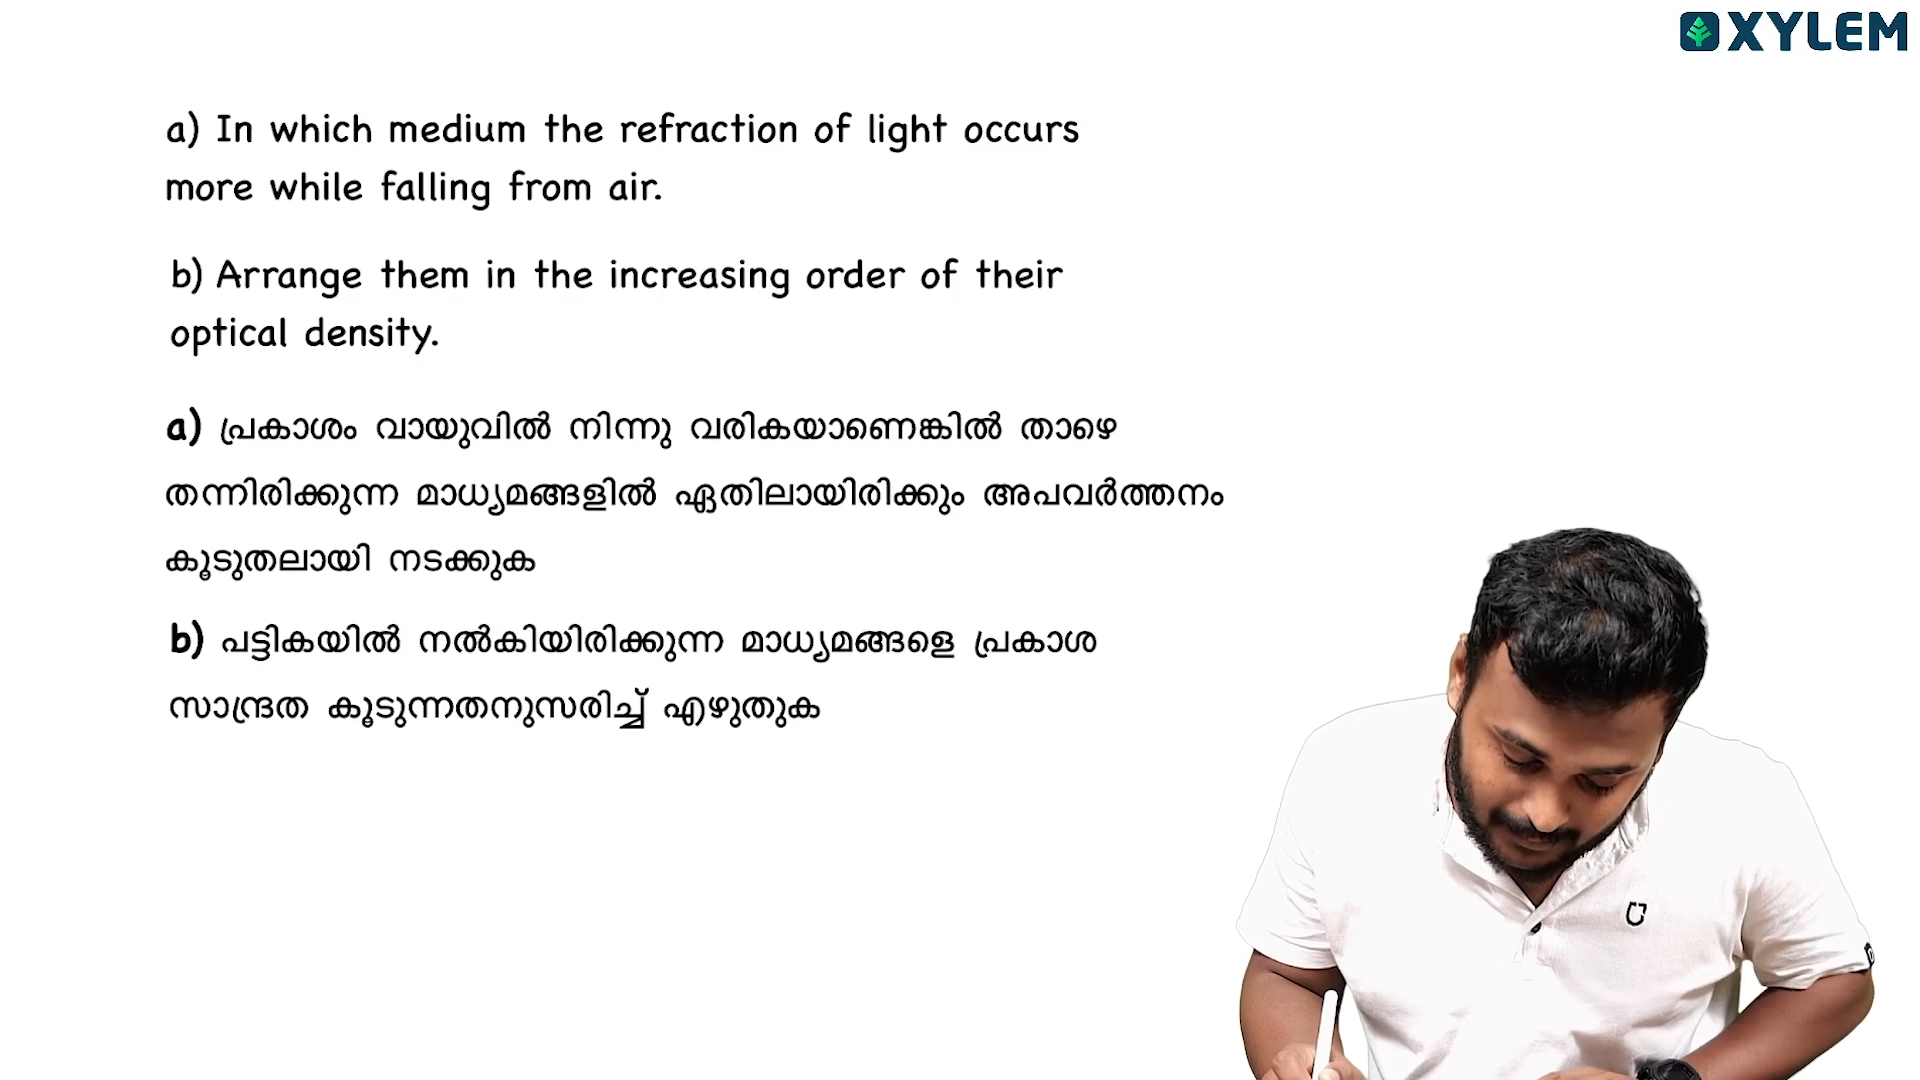 XYLEM
a) In which medium the refraction of light occurs
more while falling from air.
b) Arrange them in the increasing order of their
optical density.
a) പ്രകാശം വായുവിൽ നിന്നു വരികയാണെങ്കിൽ താഴെ
തന്നിരിക്കുന്ന മാധ്യമങ്ങളിൽ ഏതിലായിരിക്കും അപവർത്തനം
കൂടുതലായി നടക്കുക
b) പട്ടികയിൽ നൽകിയിരിക്കുന്ന മാധ്യമങ്ങളെ പ്രകാശ
സാന്ദ്രത കൂടുന്നതനുസരിച്ച് എഴുതുക